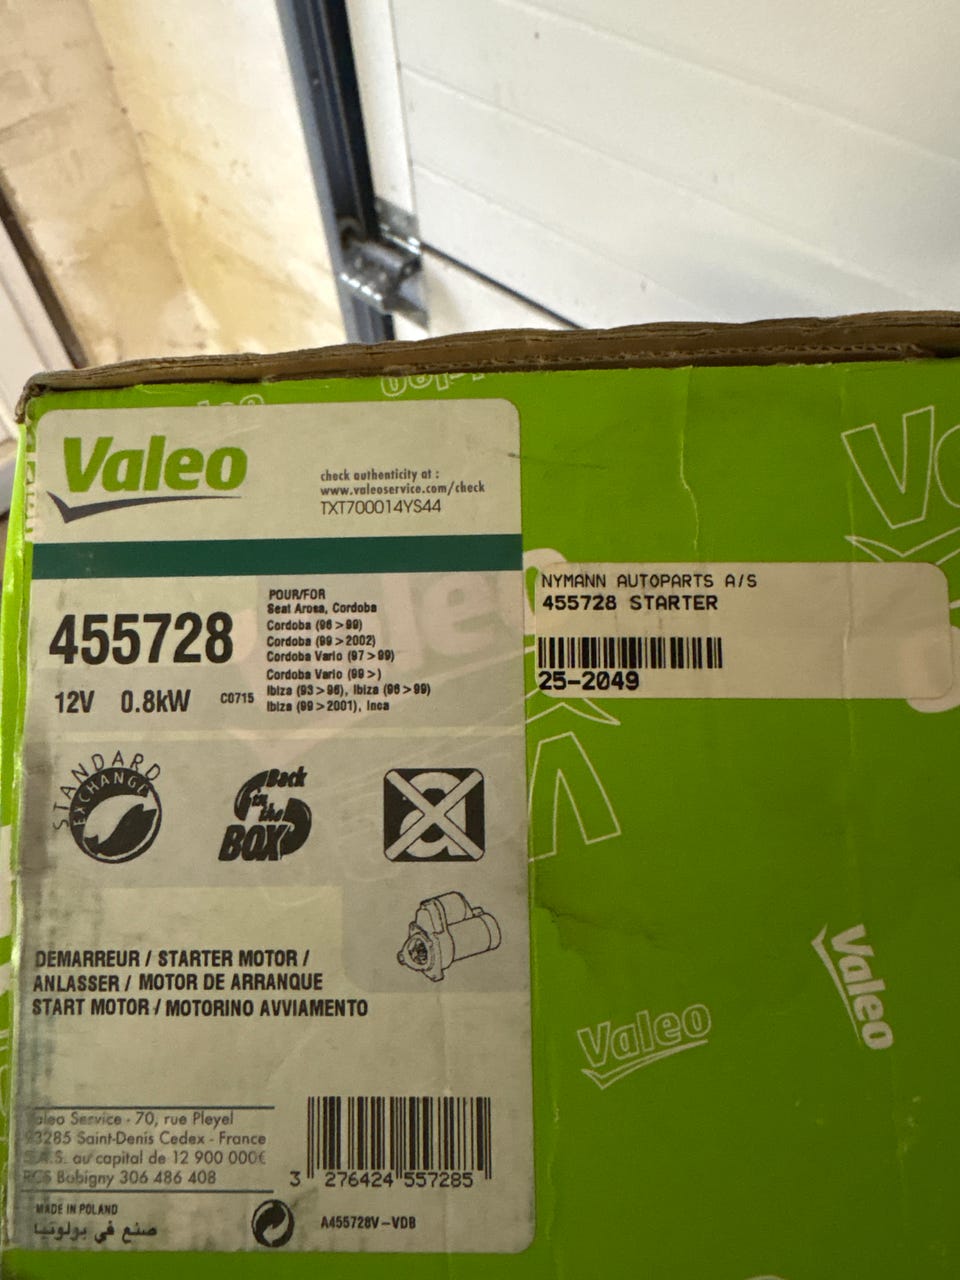 Valeo
check authenticity at :
www.valeoservice.com/check
TXT700014YS44
455728
12V 0.8kW C0715
POUR/FOR
Seat Arosa, Cordoba
Cordoba (96 > 99)
Cordoba (99 > 2002)
Cordoba Vario (97 > 99)
Cordoba Vario (99 >)
Ibiza (93 > 96), Ibiza (96 > 99)
Ibiza (99 > 2001), Inca
NYMANN AUTOPARTS A/S
455728 STARTER
25-2049
STANDARD
EXCHANGE
Back
in the
BOX
a
DEMARREUR / STARTER MOTOR /
ANLASSER / MOTOR DE ARRANQUE
START MOTOR / MOTORINO AVVIAMENTO
Valeo
Valeo
Valeo Service - 70, rue Pleyel
93285 Saint-Denis Cedex - France
S.A.S. au capital de 12 900 000€
RCS Bobigny 306 486 408
3 276424 557285
MADE IN POLAND
صنع في بولونيا
A455728V-VDB